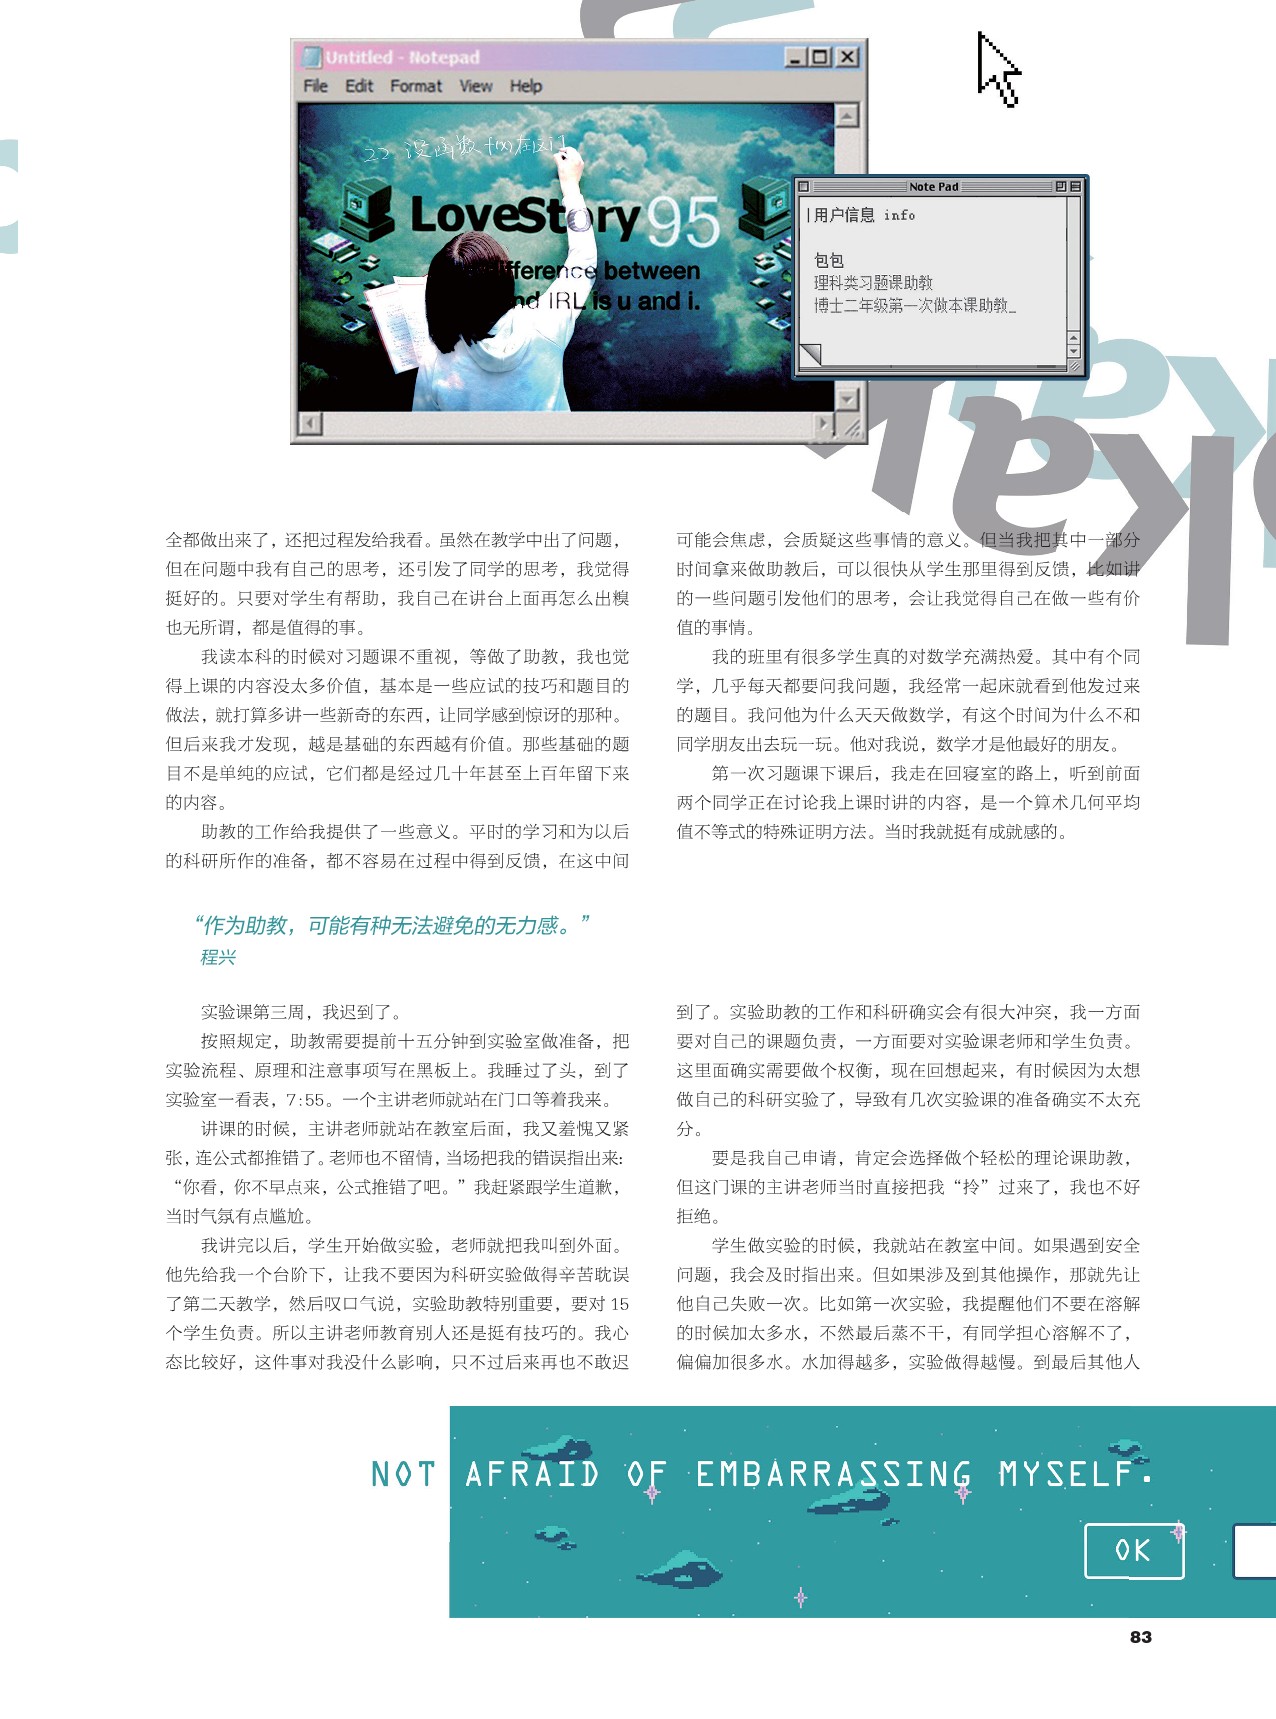 Untitled - Notepad
File Edit Format View Help
22 设函数 f(x)在区间
LoveStory 95
ifference between
nd IRL is u and i.
Note Pad
用户信息 info
包包
理科类习题课助教
博士二年级第一次做本课助教_
全都做出来了，还把过程发给我看。虽然在教学中出了问题，
但在问题中我有自己的思考，还引发了同学的思考，我觉得
挺好的。只要对学生有帮助，我自己在讲台上面再怎么出糗
也无所谓，都是值得的事。
我读本科的时候对习题课不重视，等做了助教，我也觉
得上课的内容没太多价值，基本是一些应试的技巧和题目的
做法，就打算多讲一些新奇的东西，让同学感到惊讶的那种。
但后来我才发现，越是基础的东西越有价值。那些基础的题
目不是单纯的应试，它们都是经过几十年甚至上百年留下来
的内容。
助教的工作给我提供了一些意义。平时的学习和为以后
的科研所作的准备，都不容易在过程中得到反馈，在这中间
可能会焦虑，会质疑这些事情的意义。但当我把其中一部分
时间拿来做助教后，可以很快从学生那里得到反馈，比如讲
的一些问题引发他们的思考，会让我觉得自己在做一些有价
值的事情。
我的班里有很多学生真的对数学充满热爱。其中有个同
学，几乎每天都要问我问题，我经常一起床就看到他发过来
的题目。我问他为什么天天做数学，有这个时间为什么不和
同学朋友出去玩一玩。他对我说，数学才是他最好的朋友。
第一次习题课下课后，我走在回寝室的路上，听到前面
两个同学正在讨论我上课时讲的内容，是一个算术几何平均
值不等式的特殊证明方法。当时我就挺有成就感的。
“作为助教，可能有种无法避免的无力感。”
程兴
实验课第三周，我迟到了。
按照规定，助教需要提前十五分钟到实验室做准备，把
实验流程、原理和注意事项写在黑板上。我睡过了头，到了
实验室一看表，7:55。一个主讲老师就站在门口等着我来。
讲课的时候，主讲老师就站在教室后面，我又羞愧又紧
张，连公式都推错了。老师也不留情，当场把我的错误指出来：
“你看，你不早点来，公式推错了吧。”我赶紧跟学生道歉，
当时气氛有点尴尬。
我讲完以后，学生开始做实验，老师就把我叫到外面。
他先给我一个台阶下，让我不要因为科研实验做得辛苦耽误
了第二天教学，然后叹口气说，实验助教特别重要，要对 15
个学生负责。所以主讲老师教育别人还是挺有技巧的。我心
态比较好，这件事对我没什么影响，只不过后来再也不敢迟
到了。实验助教的工作和科研确实会有很大冲突，我一方面
要对自己的课题负责，一方面要对实验课老师和学生负责。
这里面确实需要做个权衡，现在回想起来，有时候因为太想
做自己的科研实验了，导致有几次实验课的准备确实不太充
分。
要是我自己申请，肯定会选择做个轻松的理论课助教，
但这门课的主讲老师当时直接把我“拎”过来了，我也不好
拒绝。
学生做实验的时候，我就站在教室中间。如果遇到安全
问题，我会及时指出来。但如果涉及到其他操作，那就先让
他自己失败一次。比如第一次实验，我提醒他们不要在溶解
的时候加太多水，不然最后蒸不干，有同学担心溶解不了，
偏偏加很多水。水加得越多，实验做得越慢。到最后其他人
NOT AFRAID OF EMBARRASSING MYSELF.
OK
83